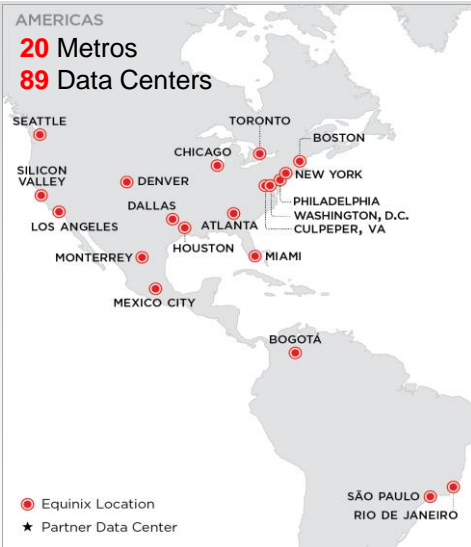 AMERICAS
20 Metros
89 Data Centers
SEATTLE
TORONTO
BOSTON
CHICAGO
SILICON
VALLEY
DENVER
NEW YORK
PHILADELPHIA
DALLAS
WASHINGTON, D.C.
LOS ANGELES
ATLANTA
CULPEPER, VA
HOUSTON
MONTERREY
MIAMI
MEXICO CITY
BOGOTÁ
SÃO PAULO
RIO DE JANEIRO
Equinix Location
Partner Data Center